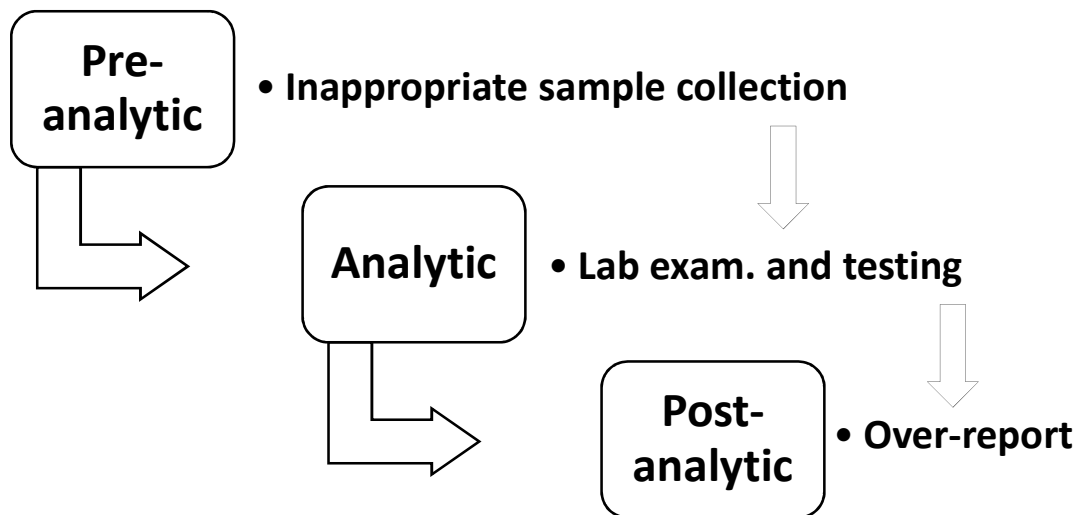 Pre-
analytic
• Inappropriate sample collection
Analytic
• Lab exam. and testing
Post-
analytic
• Over-report